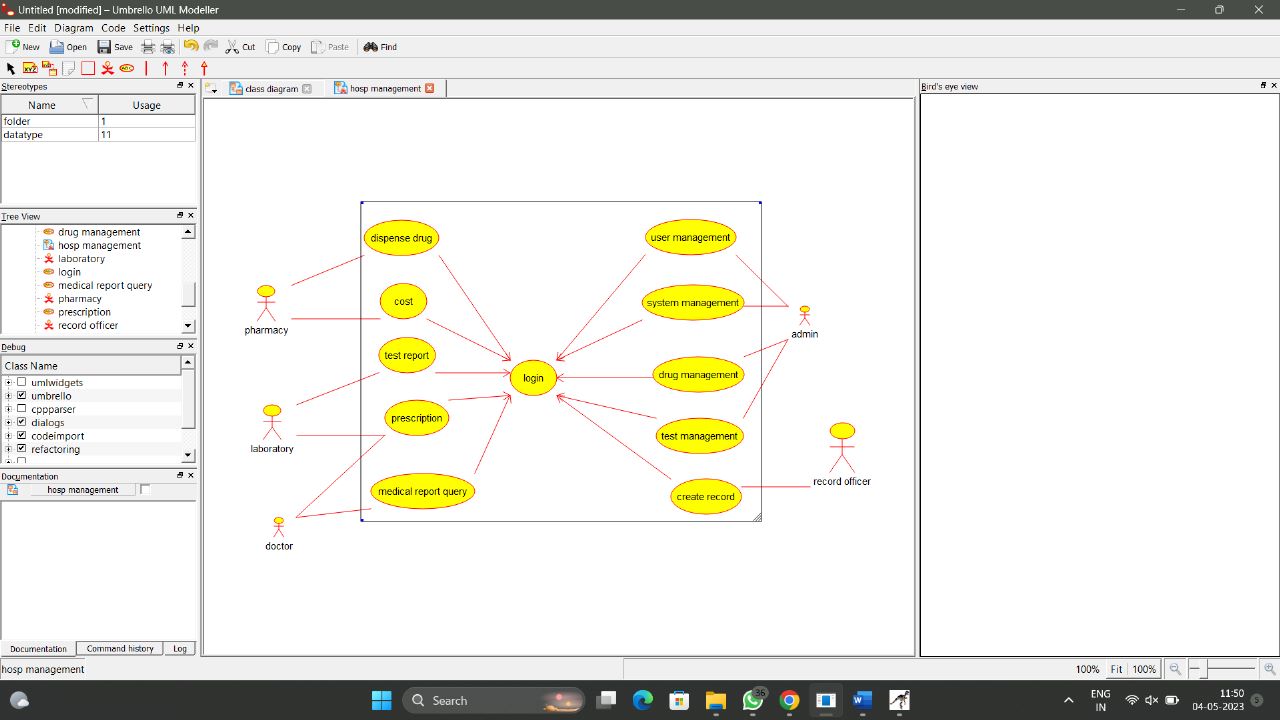 Untitled [modified] – Umbrello UML Modeller
File Edit Diagram Code Settings Help
New Open Save Cut Copy Paste Find
Stereotypes
Name Usage
folder 1
datatype 11
Tree View
drug management
hosp management
laboratory
login
medical report query
pharmacy
prescription
record officer
Debug
Class Name
umlwidgets
umbrello
cppparser
dialogs
codeimport
refactoring
Documentation
hosp management
Documentation Command history Log
class diagram hosp management
dispense drug
cost
test report
prescription
medical report query
login
user management
system management
drug management
test management
create record
pharmacy
laboratory
doctor
admin
record officer
Bird's eye view
hosp management
100% Fit 100%
Search
36
ENG
IN
11:50
04-05-2023
5